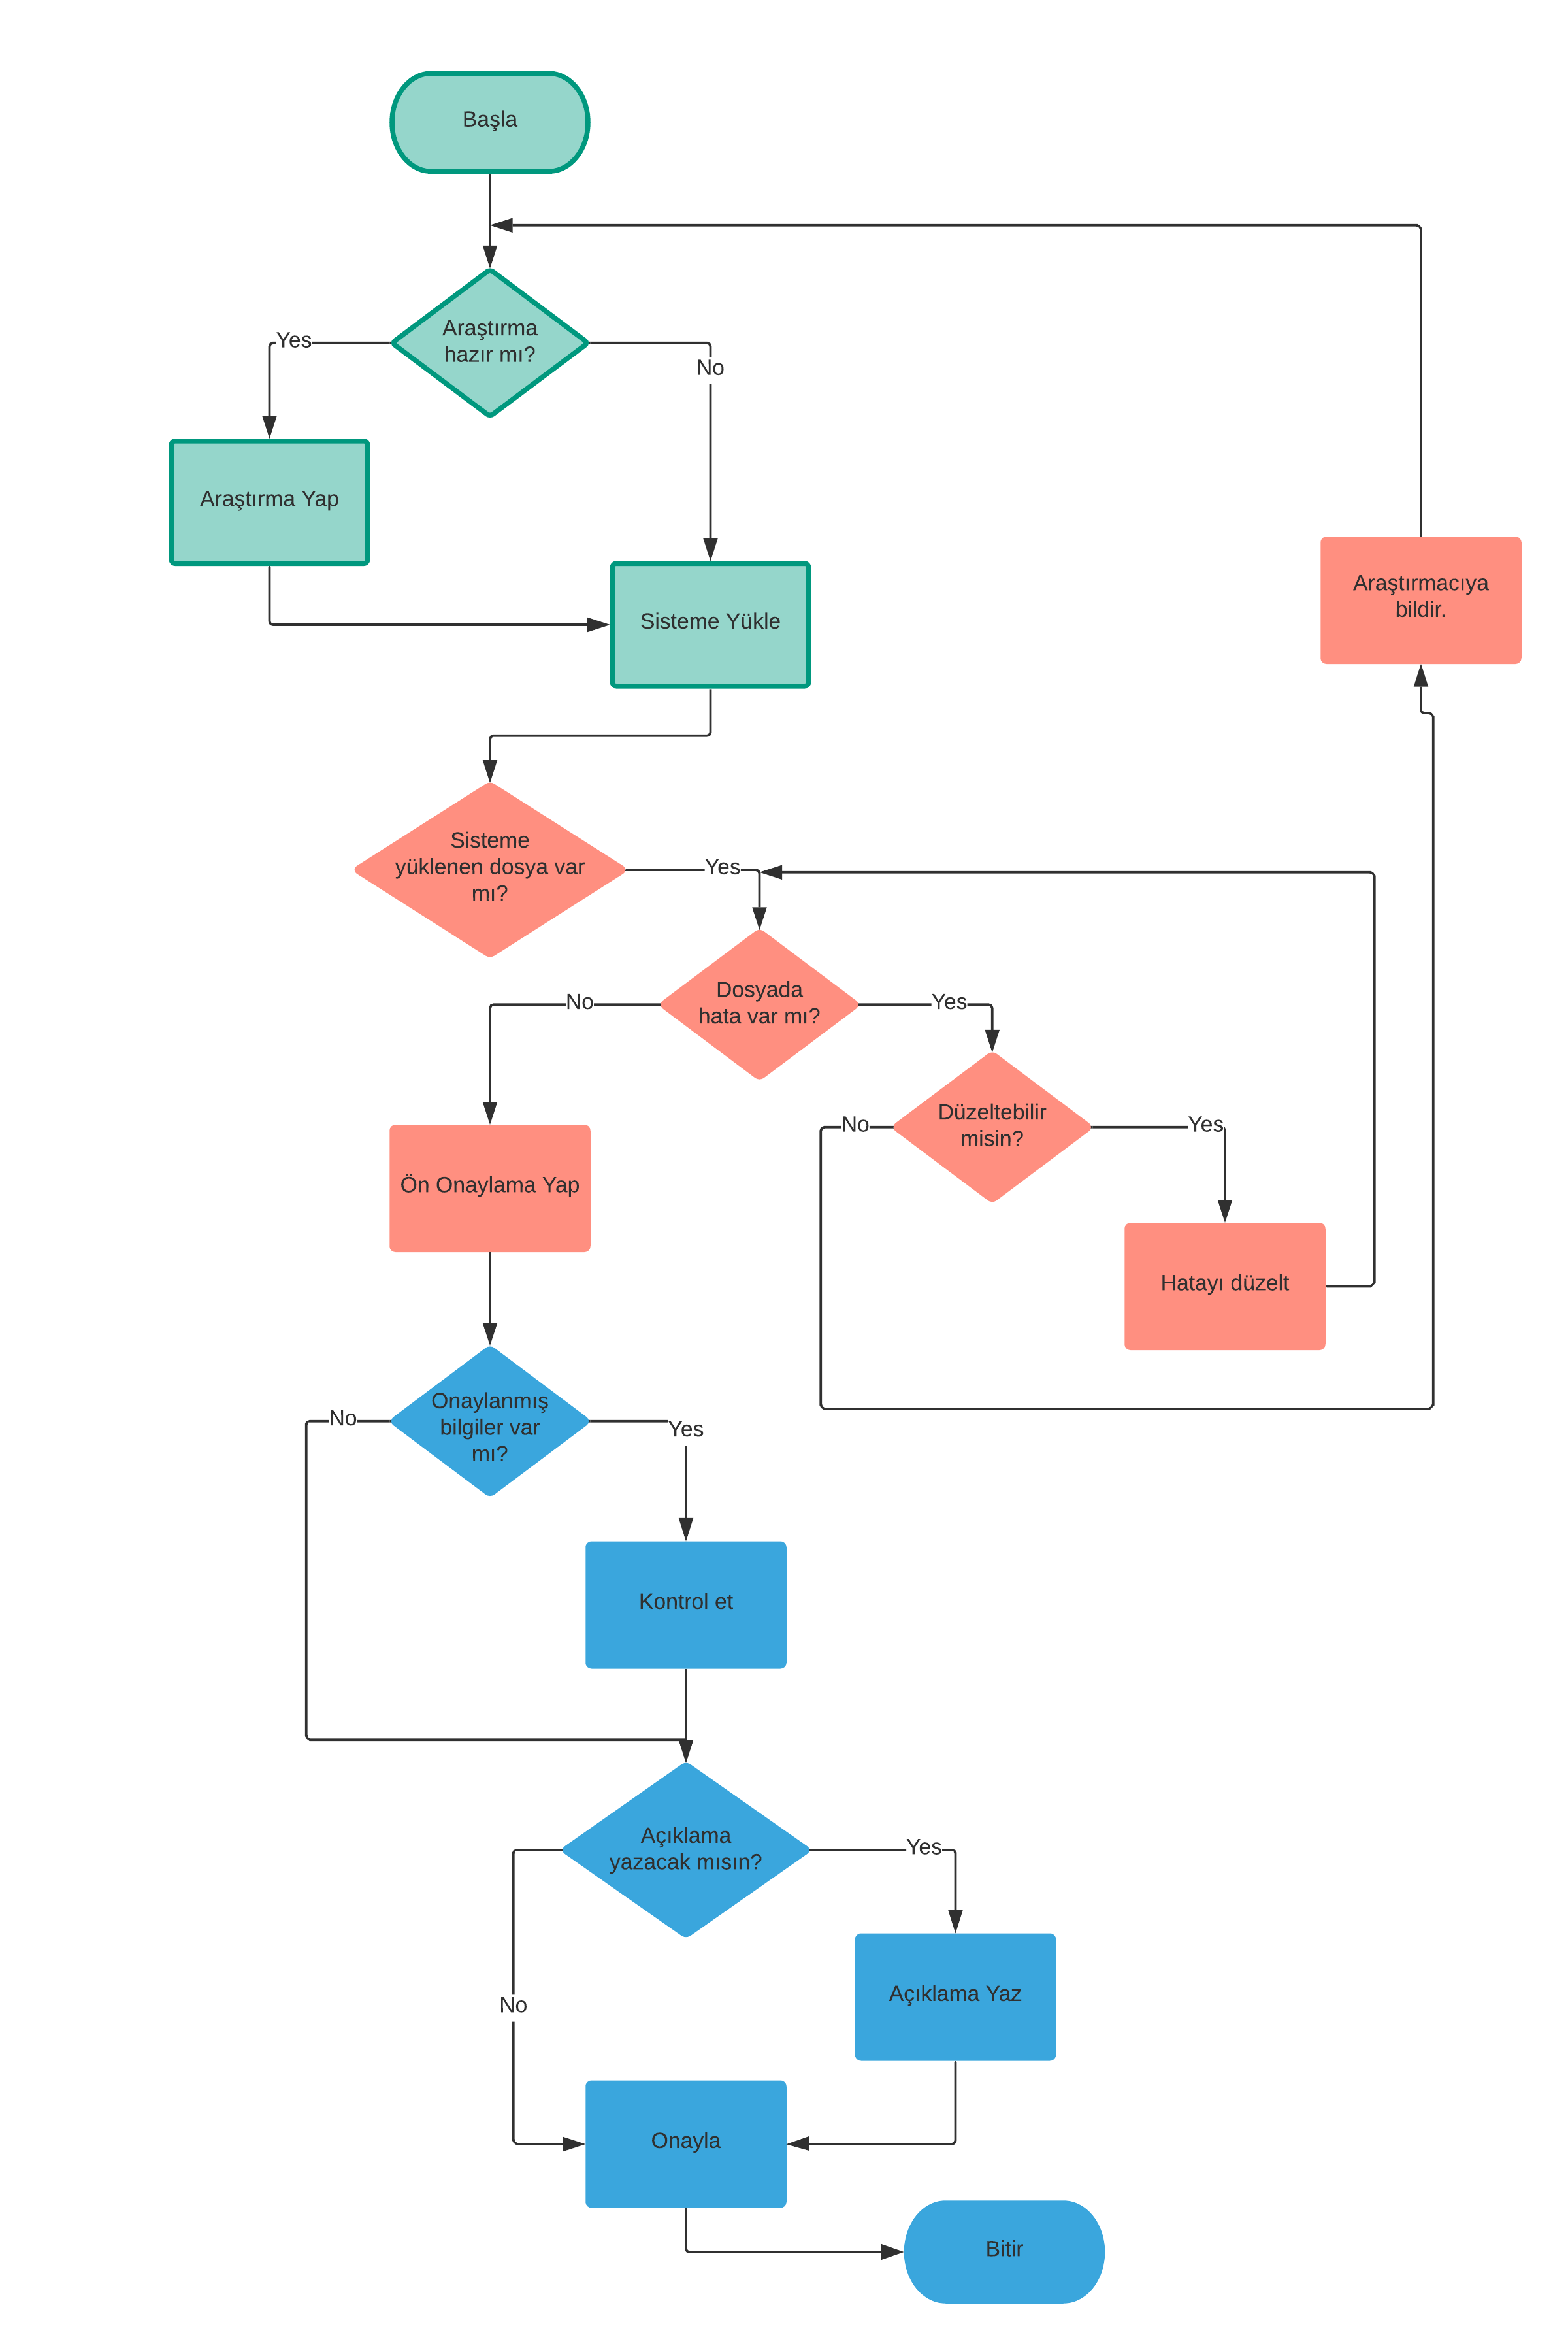 Başla
Araştırma
hazır mı?
Yes
No
Araştırma Yap
Sisteme Yükle
Araştırmacıya
bildir.
Sisteme
yüklenen dosya var
mı?
Yes
Dosyada
hata var mı?
No
Yes
Düzeltebilir
misin?
No
Yes
Ön Onaylama Yap
Hatayı düzelt
Onaylanmış
bilgiler var
mı?
No
Yes
Kontrol et
Açıklama
yazacak mısın?
Yes
No
Açıklama Yaz
Onayla
Bitir